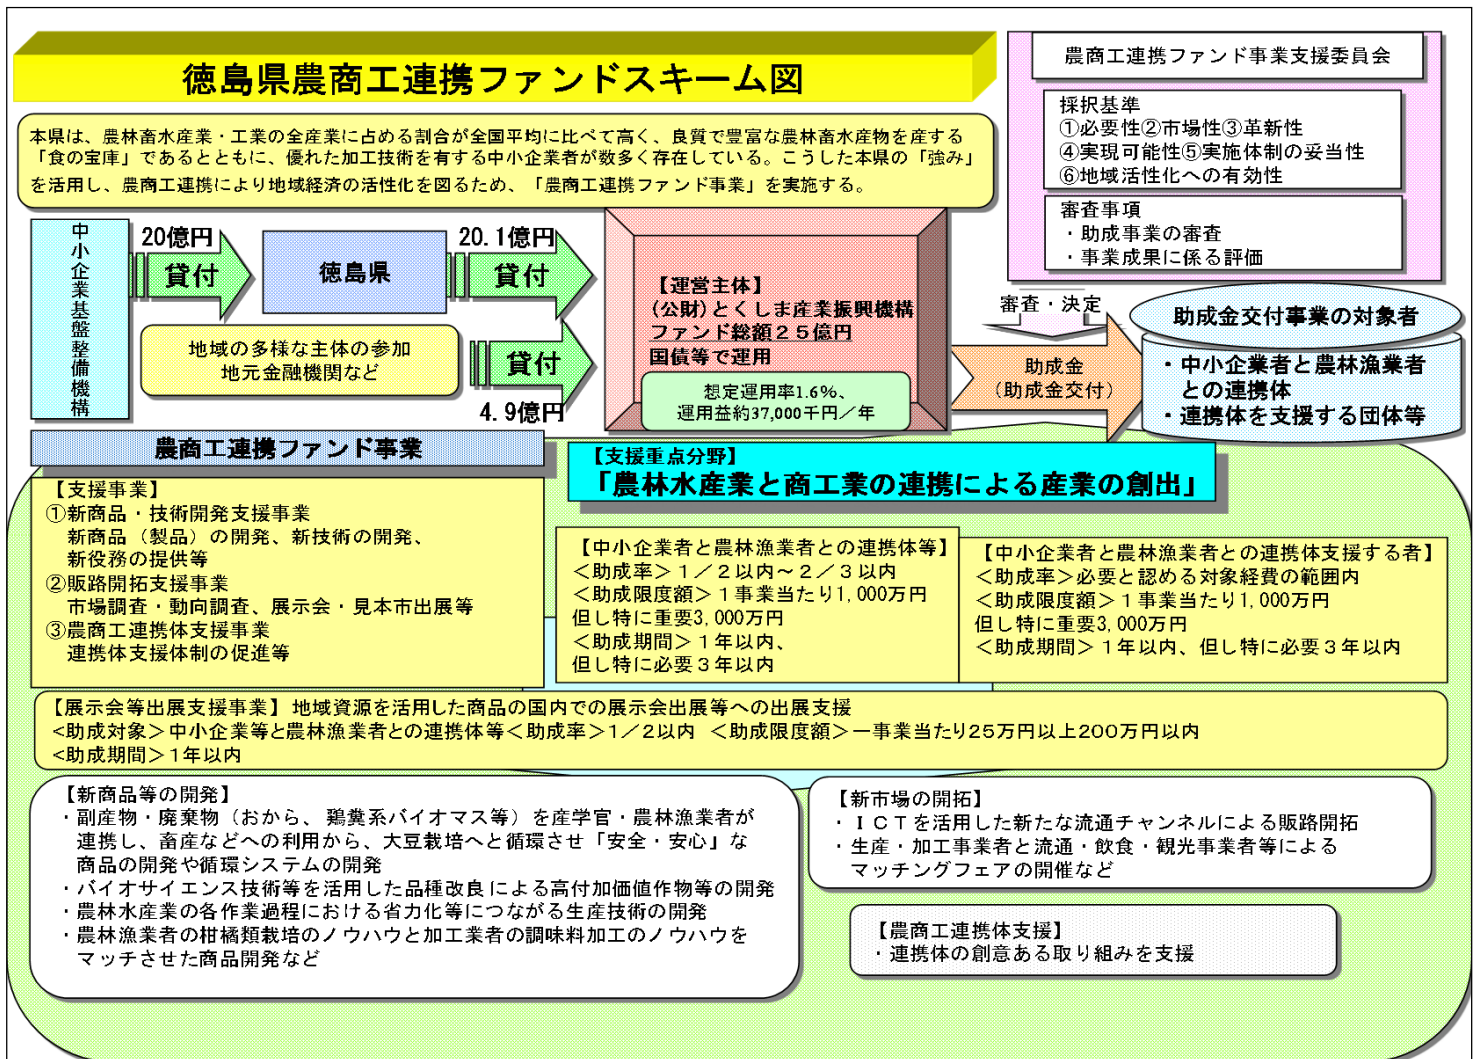 徳島県農商工連携ファンドスキーム図
本県は、農林畜水産業・工業の全産業に占める割合が全国平均に比べて高く、良質で豊富な農林畜水産物を産する
「食の宝庫」であるとともに、優れた加工技術を有する中小企業者が数多く存在している。こうした本県の「強み」
を活用し、農商工連携により地域経済の活性化を図るため、「農商工連携ファンド事業」を実施する。
農商工連携ファンド事業支援委員会
採択基準
①必要性②市場性③革新性
④実現可能性⑤実施体制の妥当性
⑥地域活性化への有効性
審査事項
・助成事業の審査
・事業成果に係る評価
中小企業基盤整備機構
20億円
貸付
徳島県
20.1億円
貸付
地域の多様な主体の参加
地元金融機関など
貸付
4.9億円
【運営主体】
(公財)とくしま産業振興機構
ファンド総額25億円
国債等で運用
想定運用率1.6%、
運用益約37,000千円/年
審査・決定
助成金
(助成金交付)
助成金交付事業の対象者
・中小企業者と農林漁業者
との連携体
・連携体を支援する団体等
農商工連携ファンド事業
【支援事業】
①新商品・技術開発支援事業
新商品(製品)の開発、新技術の開発、
新役務の提供等
②販路開拓支援事業
市場調査・動向調査、展示会・見本市出展等
③農商工連携体支援事業
連携体支援体制の促進等
【支援重点分野】
「農林水産業と商工業の連携による産業の創出」
【中小企業者と農林漁業者との連携体等】
<助成率>1/2以内~2/3以内
<助成限度額>1事業当たり1,000万円
但し特に重要3,000万円
<助成期間>1年以内、
但し特に必要3年以内
【中小企業者と農林漁業者との連携体支援する者】
<助成率>必要と認める対象経費の範囲内
<助成限度額>1事業当たり1,000万円
但し特に重要3,000万円
<助成期間>1年以内、但し特に必要3年以内
【展示会等出展支援事業】地域資源を活用した商品の国内での展示会出展等への出展支援
<助成対象>中小企業等と農林漁業者との連携体等<助成率>1/2以内 <助成限度額>一事業当たり25万円以上200万円以内
<助成期間>1年以内
【新商品等の開発】
・副産物・廃棄物(おから、鶏糞系バイオマス等)を産学官・農林漁業者が
連携し、畜産などへの利用から、大豆栽培へと循環させ「安全・安心」な
商品の開発や循環システムの開発
・バイオサイエンス技術等を活用した品種改良による高付加価値作物等の開発
・農林水産業の各作業過程における省力化等につながる生産技術の開発
・農林漁業者の柑橘類栽培のノウハウと加工業者の調味料加工のノウハウを
マッチさせた商品開発など
【新市場の開拓】
・ICTを活用した新たな流通チャンネルによる販路開拓
・生産・加工事業者と流通・飲食・観光事業者等による
マッチングフェアの開催など
【農商工連携体支援】
・連携体の創意ある取り組みを支援